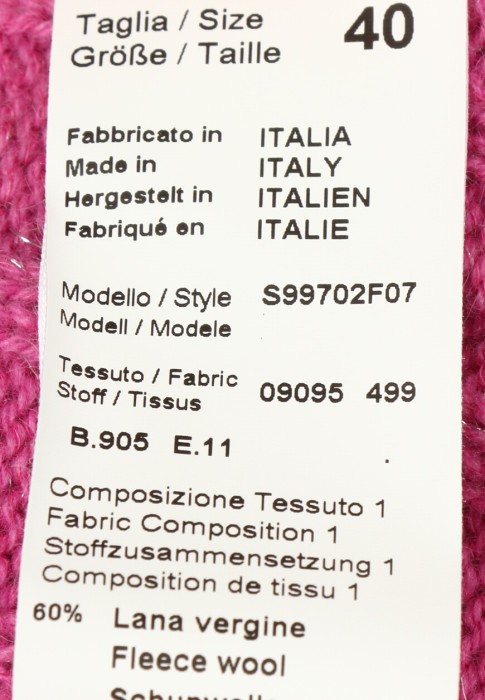 Taglia / Size 40
Größe / Taille
Fabbricato in ITALIA
Made in ITALY
Hergestelt in ITALIEN
Fabriqué en ITALIE
Modello / Style S99702F07
Modell / Modele
Tessuto / Fabric 09095 499
Stoff / Tissus
B.905 E.11
Composizione Tessuto 1
Fabric Composition 1
Stoffzusammensetzung 1
Composition de tissu 1
60% Lana vergine
Fleece wool